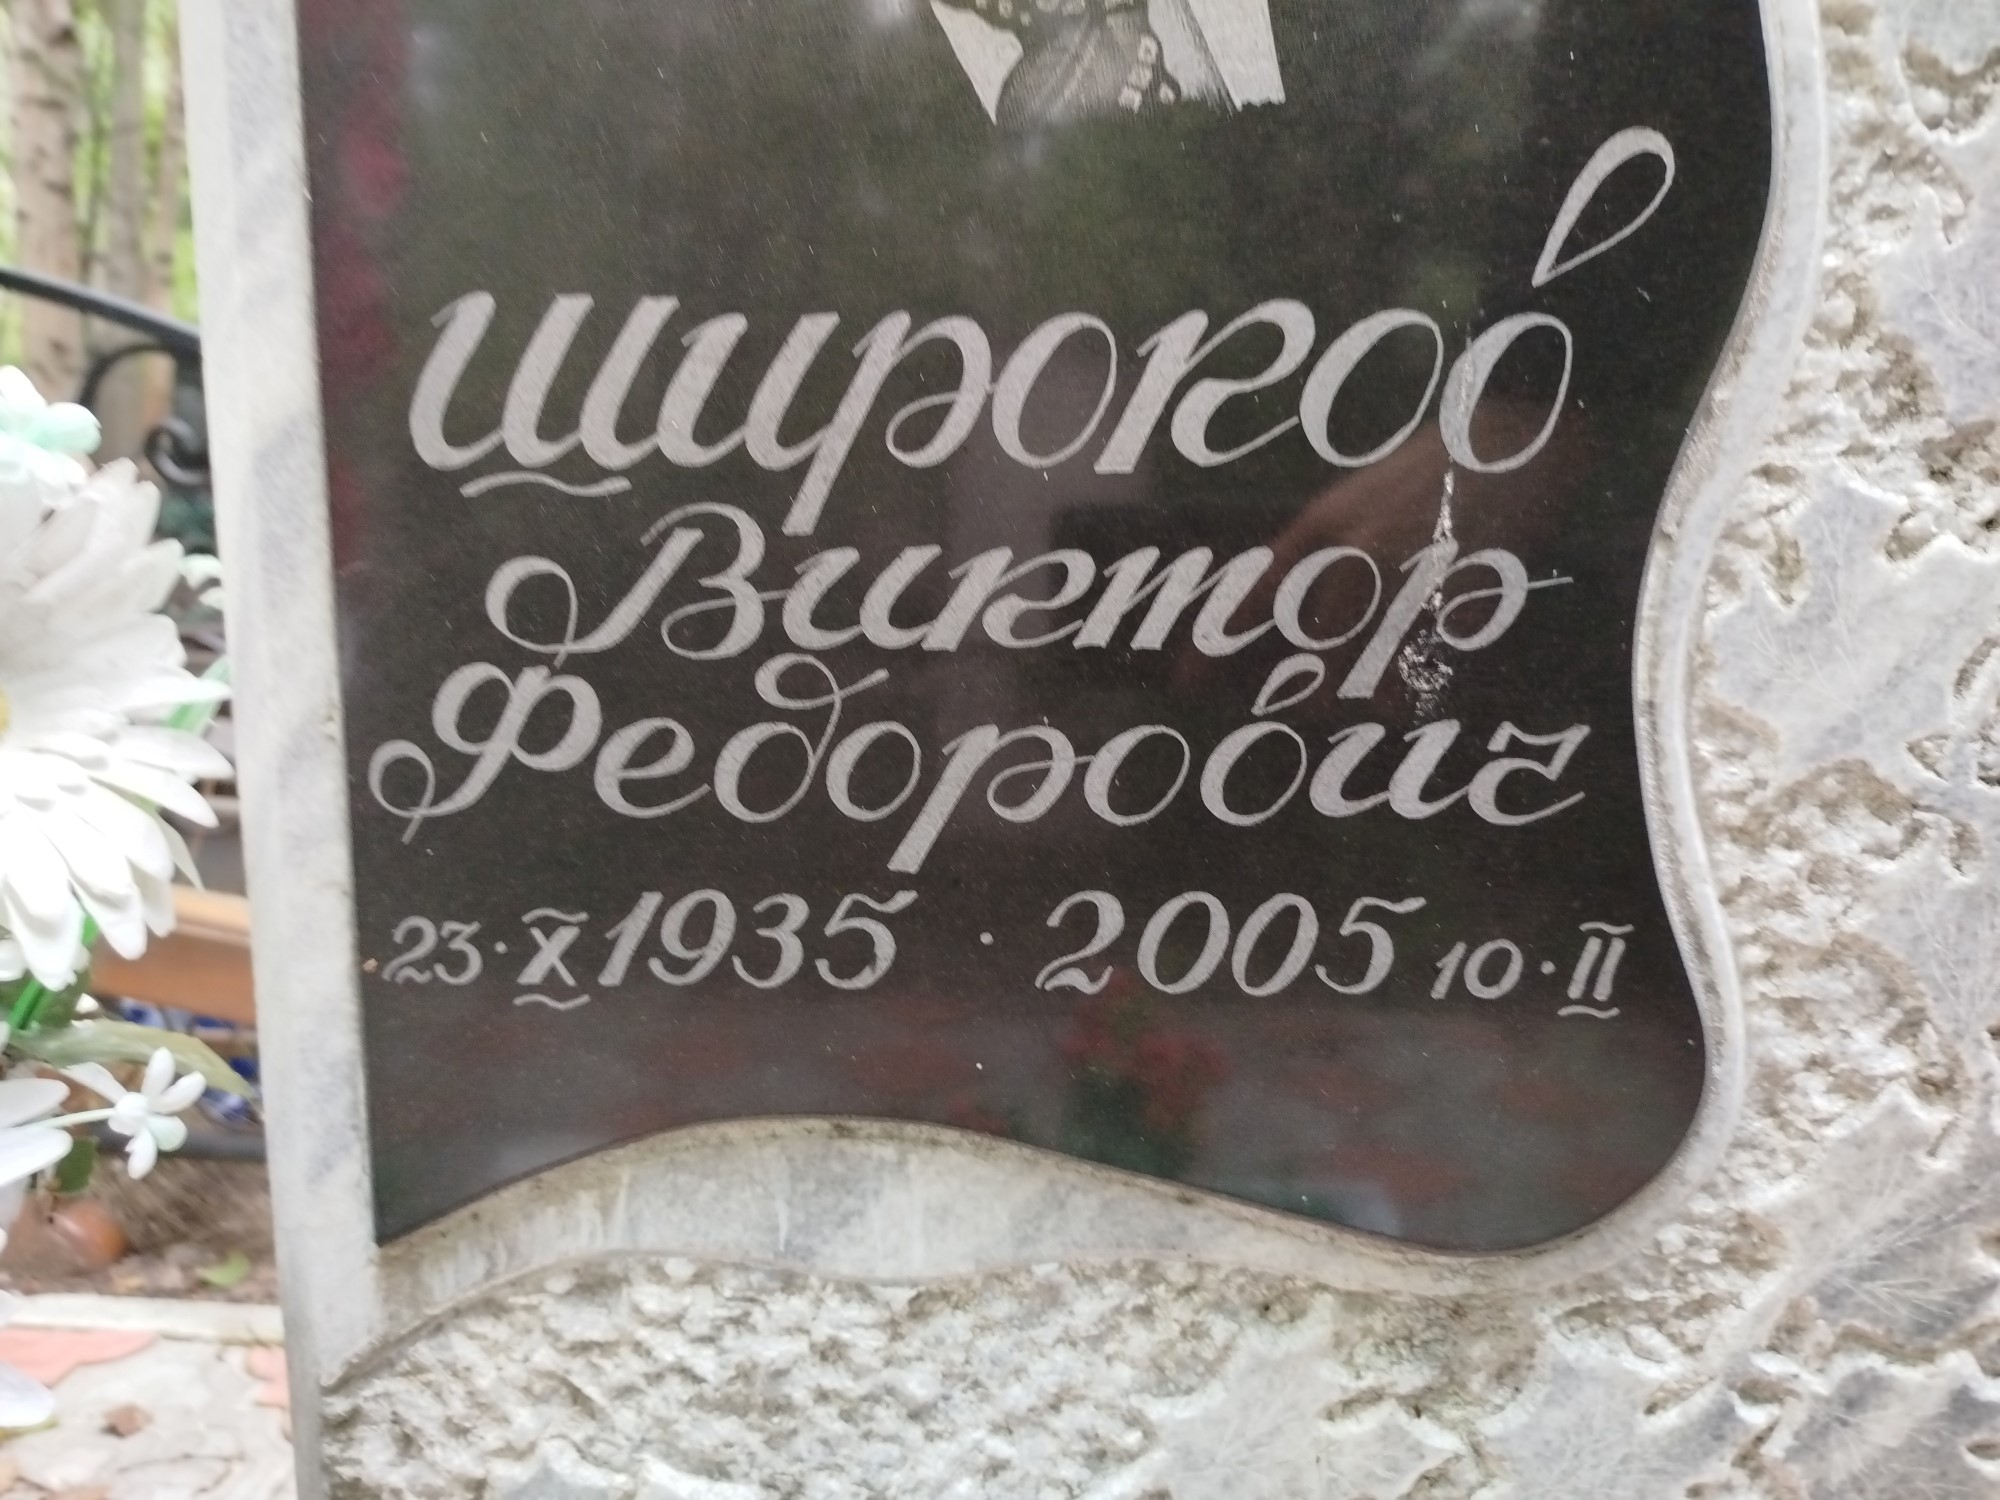 Широков
Виктор
Федорович
23·X 1935 · 2005 10·II